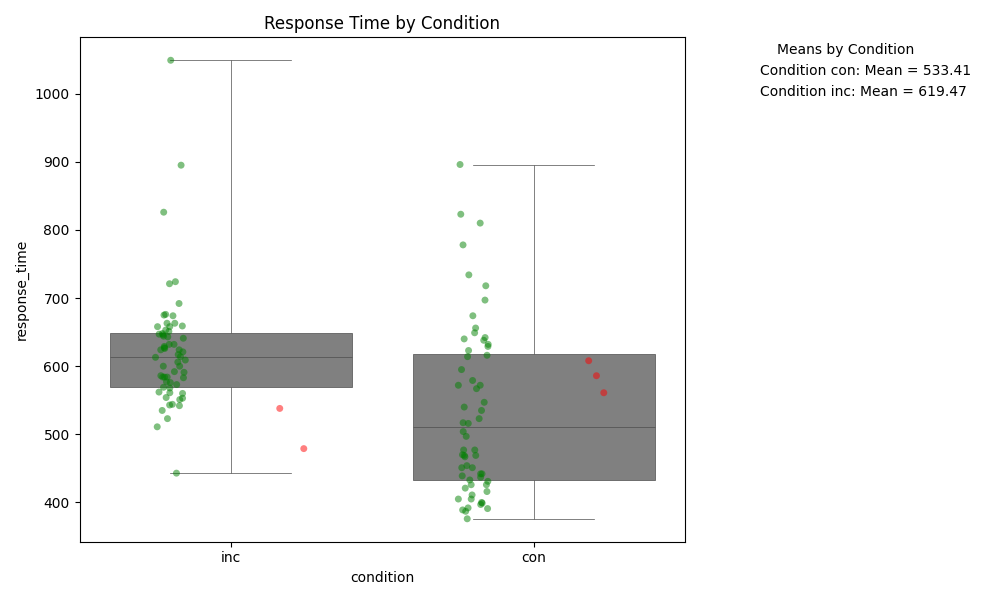 Response Time by Condition
Means by Condition
Condition con: Mean = 533.41
Condition inc: Mean = 619.47
response_time
1000
900
800
700
600
500
400
inc
con
condition